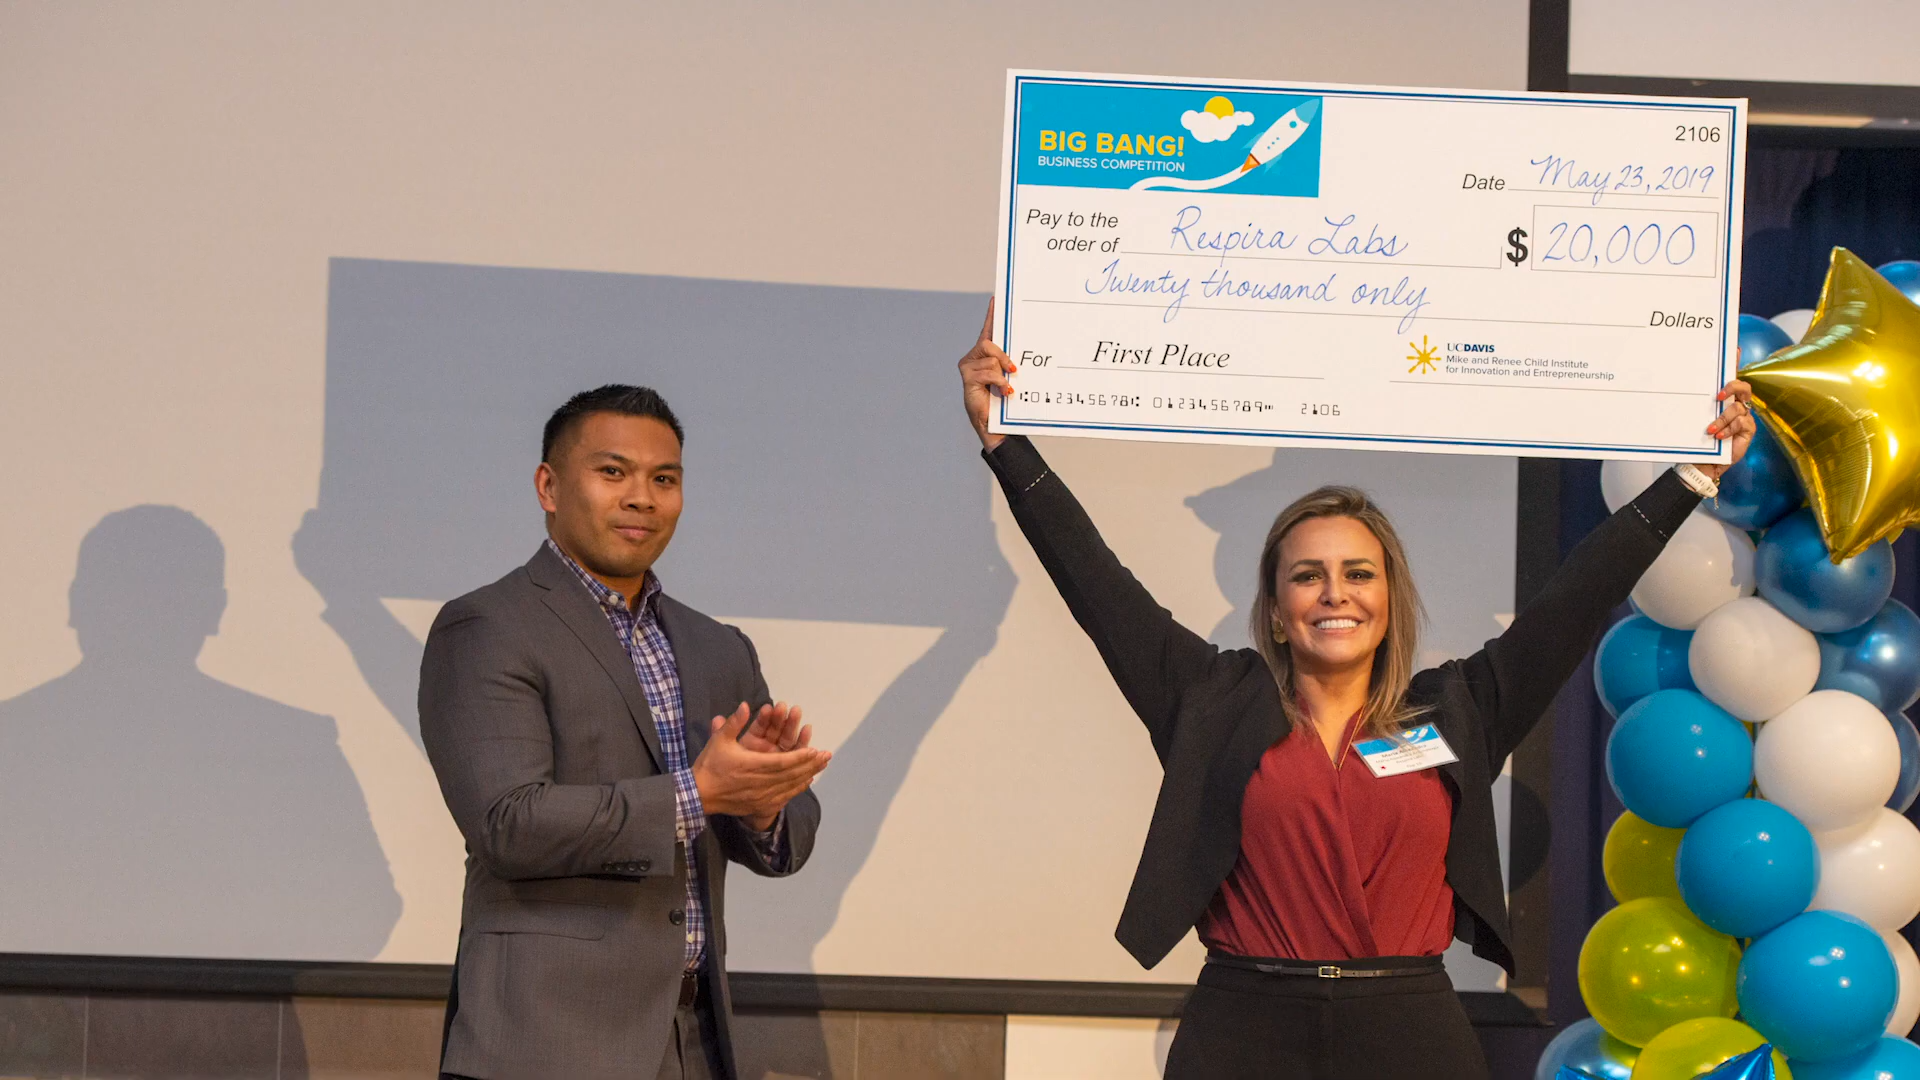 BIG BANG!
BUSINESS COMPETITION
2106
Date May 23, 2019
Pay to the
order of Respira Labs $ 20,000
Twenty thousand only
Dollars
For First Place
UCDAVIS
Mike and Renee Child Institute
for Innovation and Entrepreneurship
⑆012345678⑆ 0123456789⑈ 2106